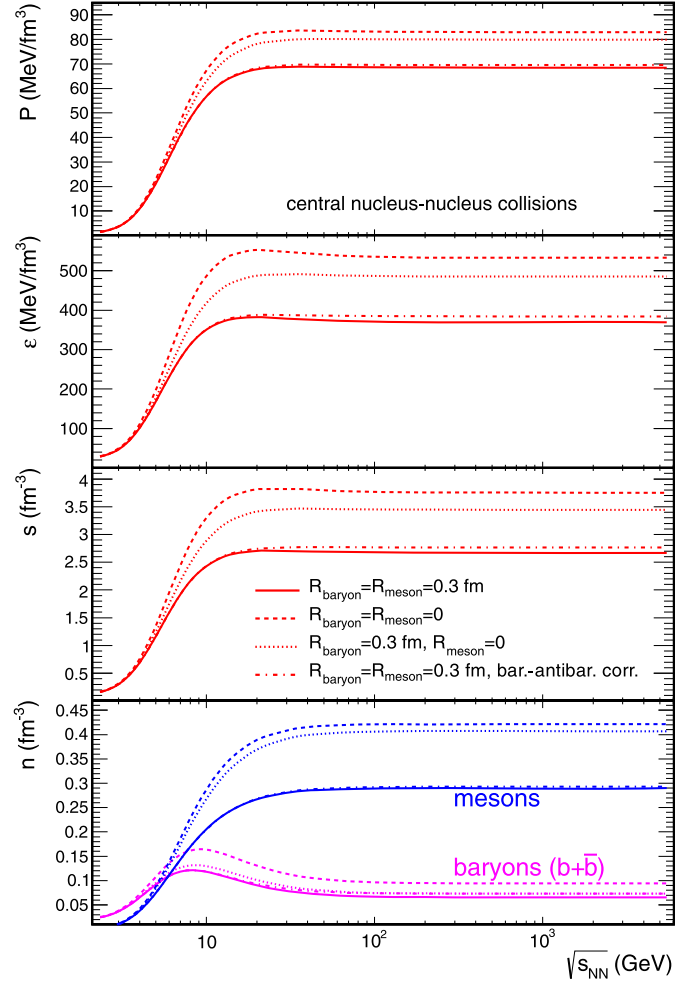 P (MeV/fm³)
90
80
70
60
50
40
30
20
10
central nucleus-nucleus collisions
ε (MeV/fm³)
500
400
300
200
100
s (fm⁻³)
4
3.5
3
2.5
2
1.5
1
0.5
R_baryon=R_meson=0.3 fm
R_baryon=R_meson=0
R_baryon=0.3 fm, R_meson=0
R_baryon=R_meson=0.3 fm, bar.-antibar. corr.
n (fm⁻³)
0.45
0.4
0.35
0.3
0.25
0.2
0.15
0.1
0.05
mesons
baryons (b+b̅)
10 10² 10³
√s_NN (GeV)